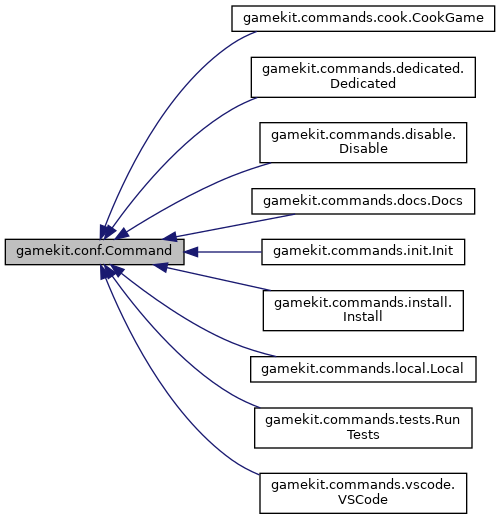 gamekit.commands.cook.CookGame
gamekit.commands.dedicated.
Dedicated
gamekit.commands.disable.
Disable
gamekit.commands.docs.Docs
gamekit.conf.Command
gamekit.commands.init.Init
gamekit.commands.install.
Install
gamekit.commands.local.Local
gamekit.commands.tests.Run
Tests
gamekit.commands.vscode.
VSCode